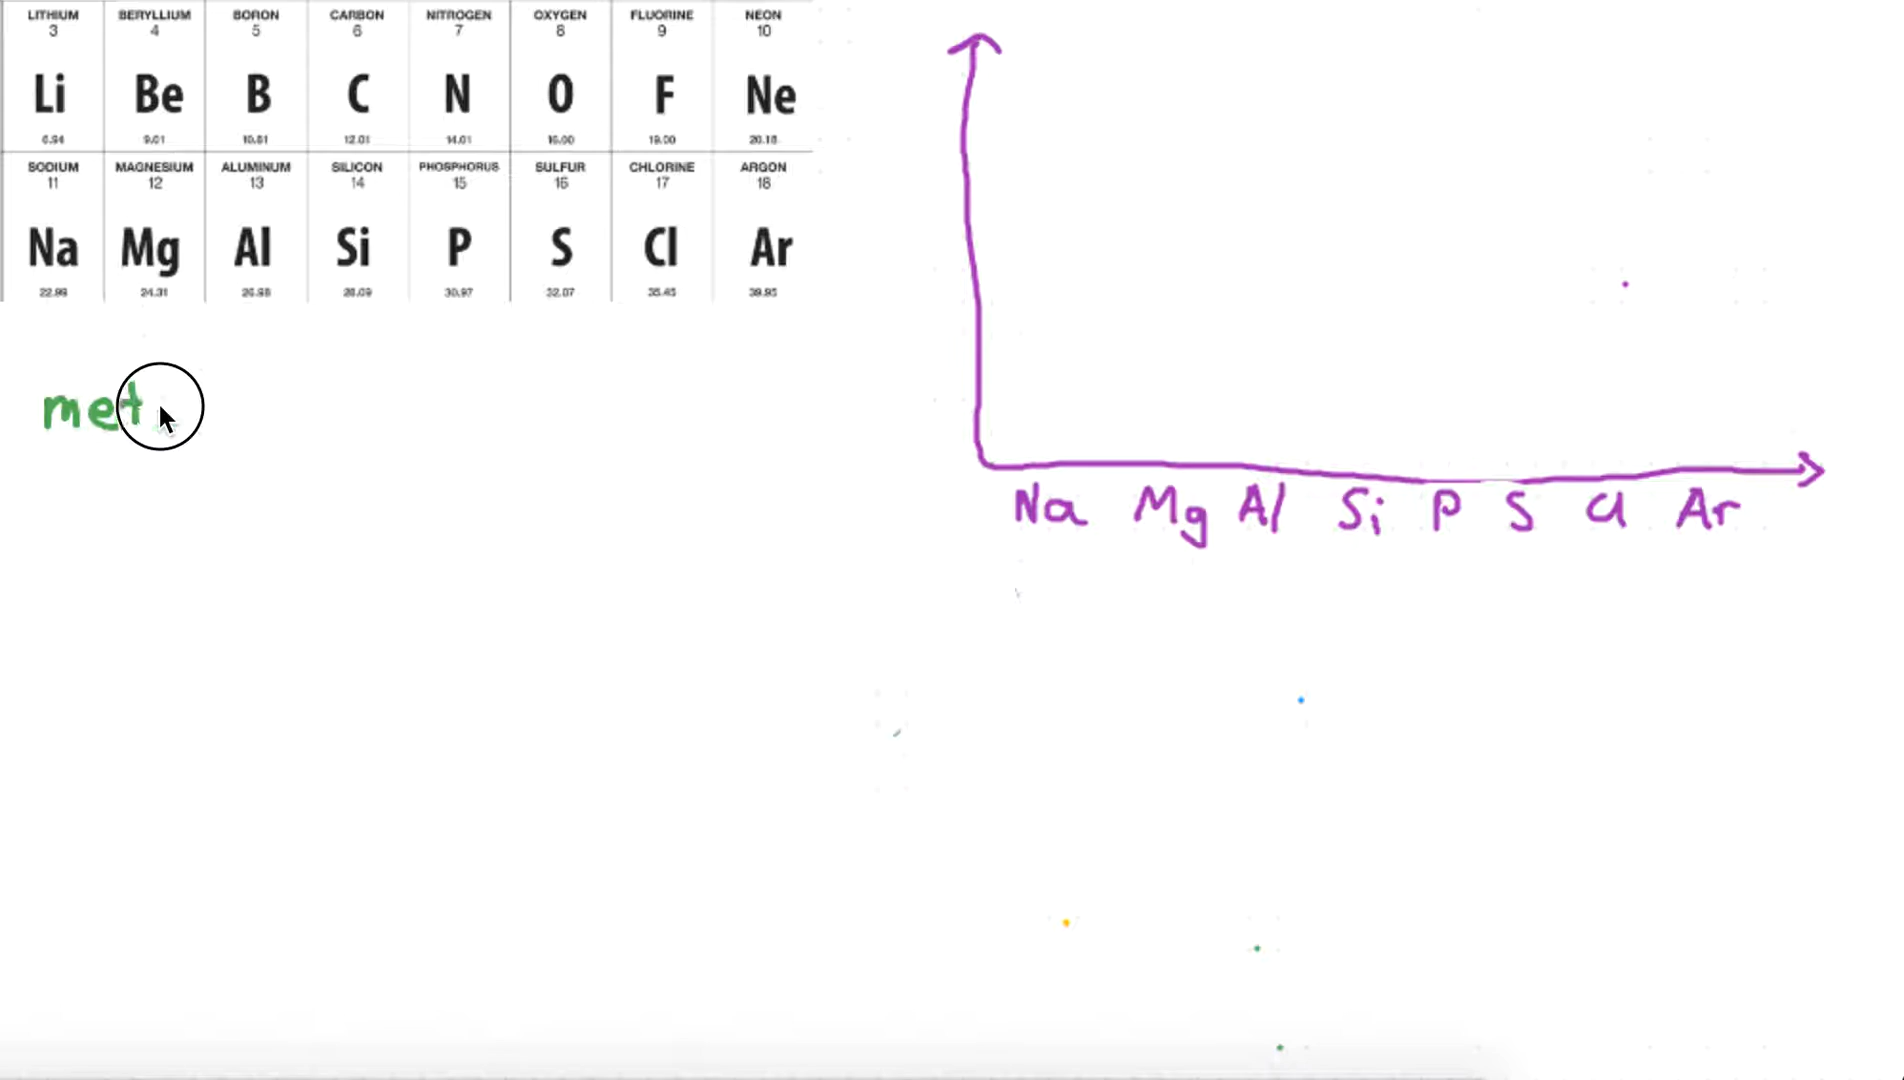 LITHIUM BERYLLIUM BORON CARBON NITROGEN OXYGEN FLUORINE NEON
3 4 5 6 7 8 9 10
Li Be B C N O F Ne
6.94 9.01 10.81 12.01 14.01 16.00 19.00 20.18
SODIUM MAGNESIUM ALUMINUM SILICON PHOSPHORUS SULFUR CHLORINE ARGON
11 12 13 14 15 16 17 18
Na Mg Al Si P S Cl Ar
22.99 24.31 26.98 28.09 30.97 32.07 35.45 39.95
met
Na Mg Al Si P S Cl Ar